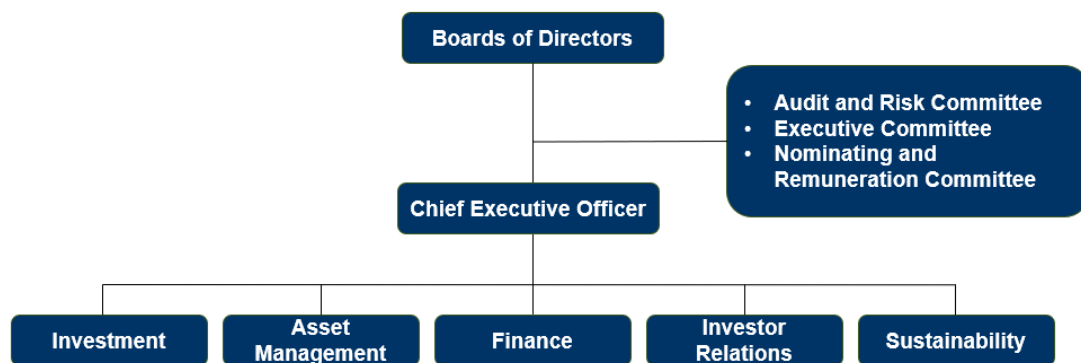 Boards of Directors
• Audit and Risk Committee
• Executive Committee
• Nominating and
Remuneration Committee
Chief Executive Officer
Investment
Asset
Management
Finance
Investor
Relations
Sustainability